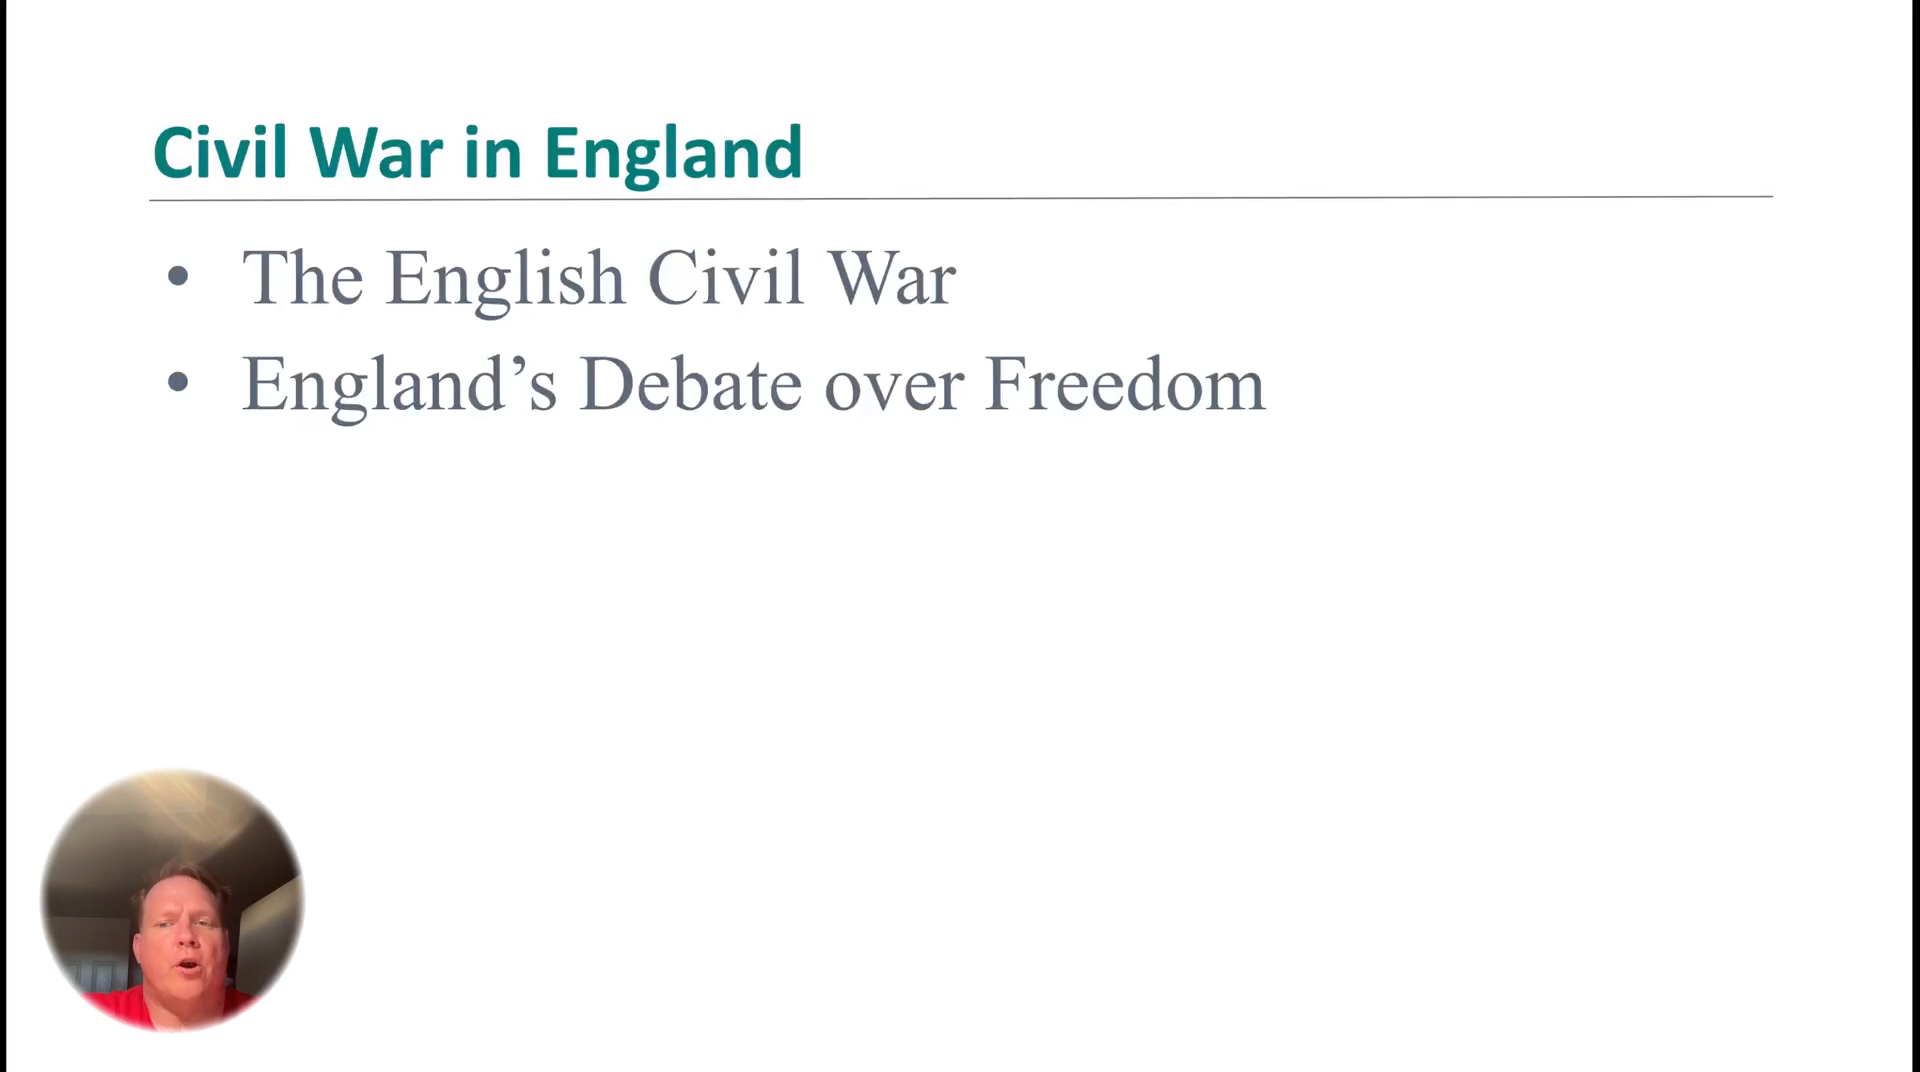 Civil War in England
• The English Civil War
• England’s Debate over Freedom